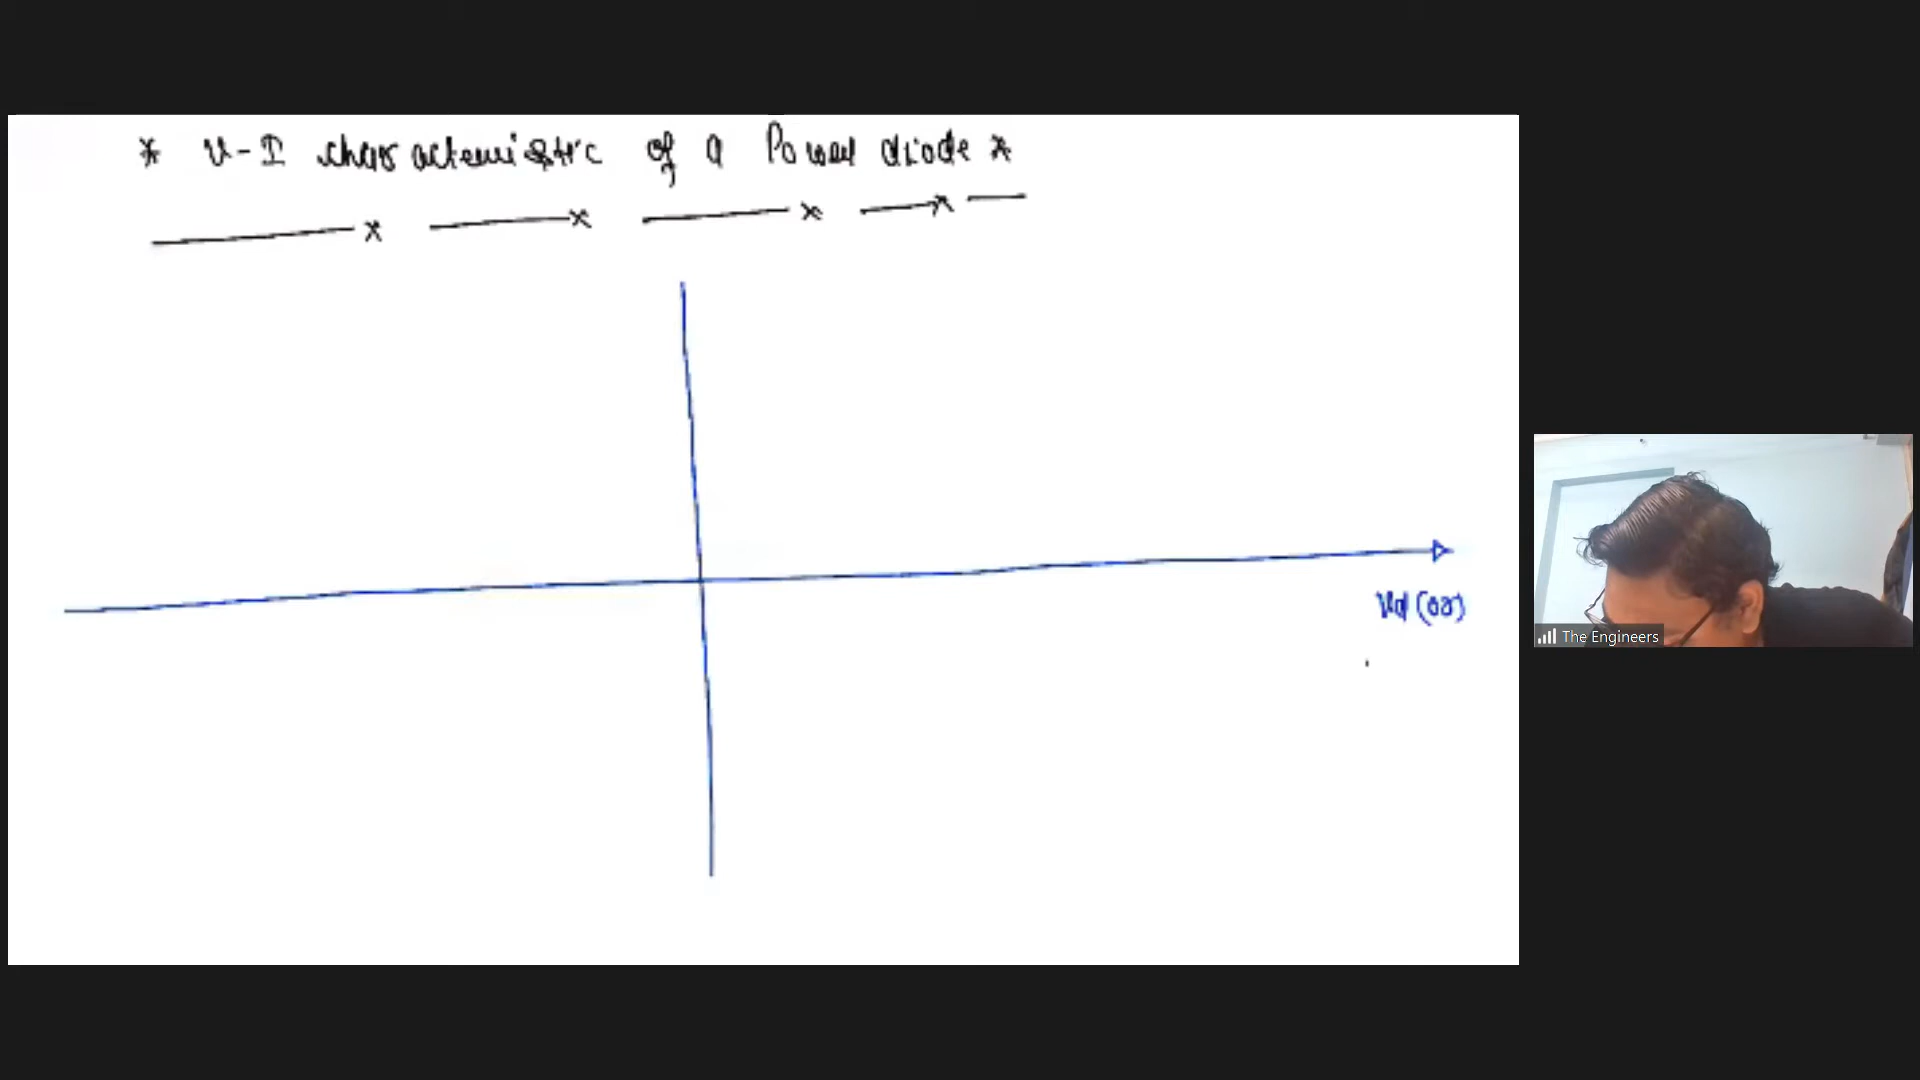 * V-I characteristic of a Power diode *
Vd (or)
The Engineers